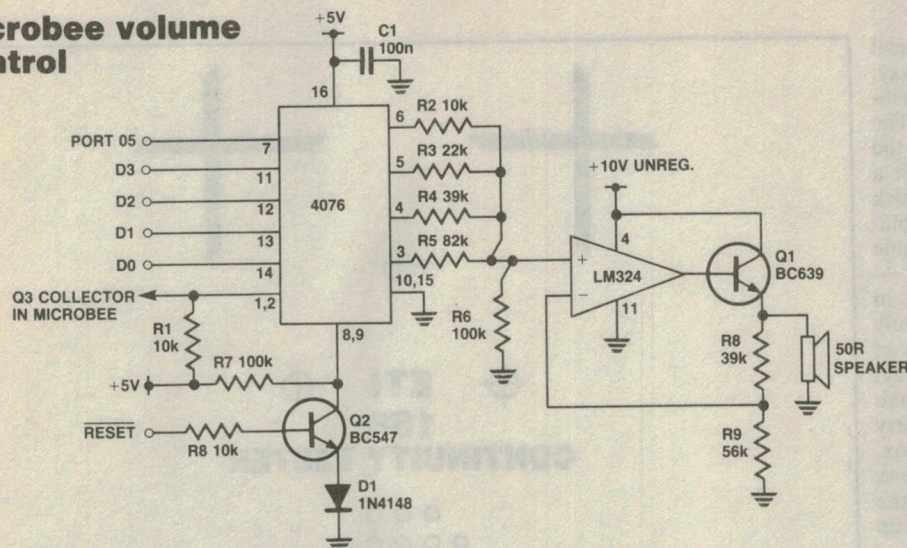 crobee volume
ntrol
+5V
C1
100n
16
PORT 05
D3
D2
D1
D0
Q3 COLLECTOR
IN MICROBEE
7
11
12
13
14
1,2
4076
6
5
4
3
10,15
8,9
R2 10k
R3 22k
R4 39k
R5 82k
R6
100k
R1
10k
R7 100k
+5V
RESET
R8 10k
Q2
BC547
D1
1N4148
+10V UNREG.
4
+
−
LM324
11
Q1
BC639
R8
39k
R9
56k
50R
SPEAKER
ETI
CONTINUITY TESTER